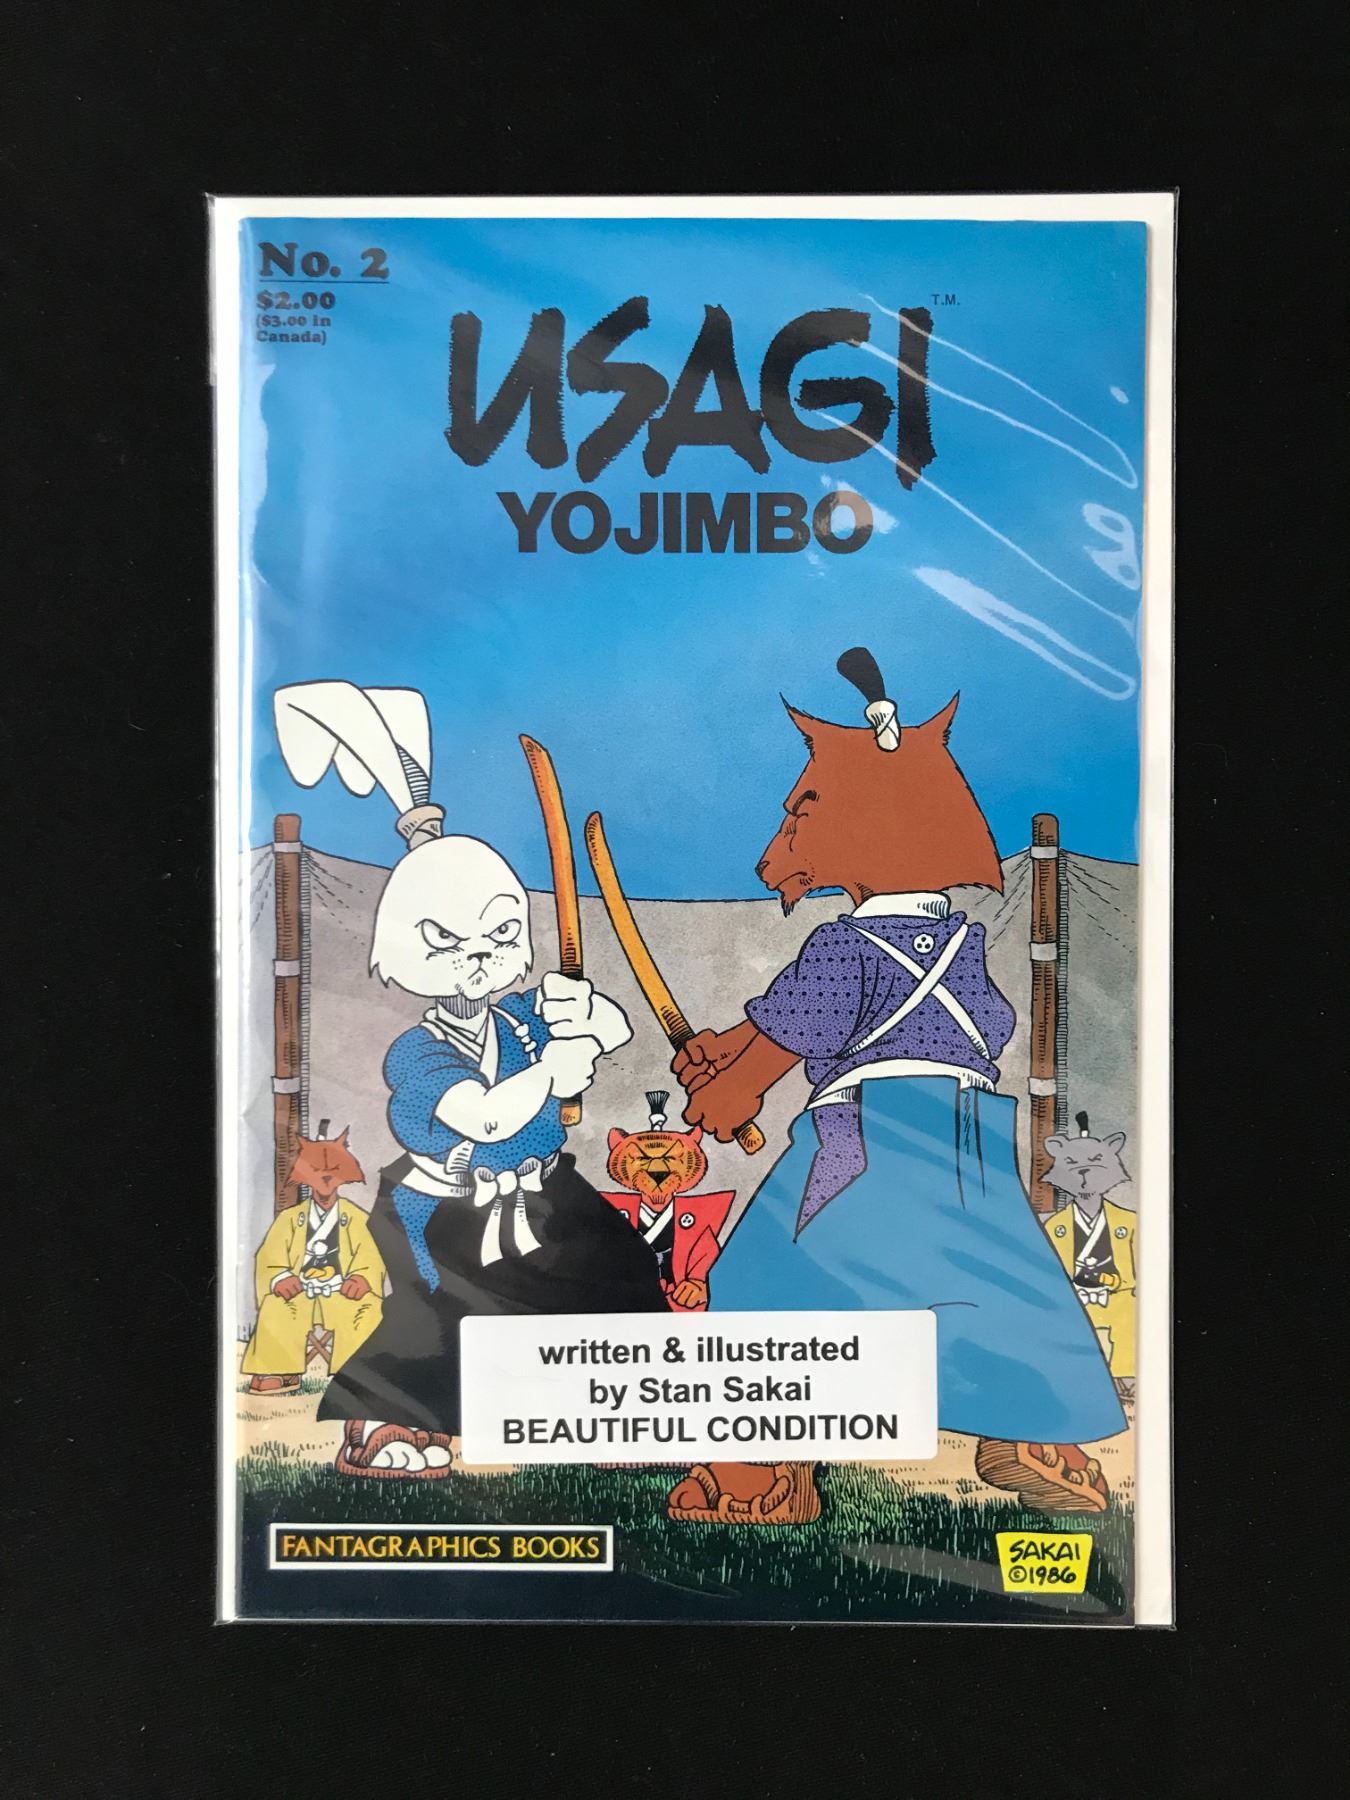 No. 2
$2.00
($3.00 in
Canada)
USAGI
T.M.
YOJIMBO
written & illustrated
by Stan Sakai
BEAUTIFUL CONDITION
FANTAGRAPHICS BOOKS
SAKAI
©1986